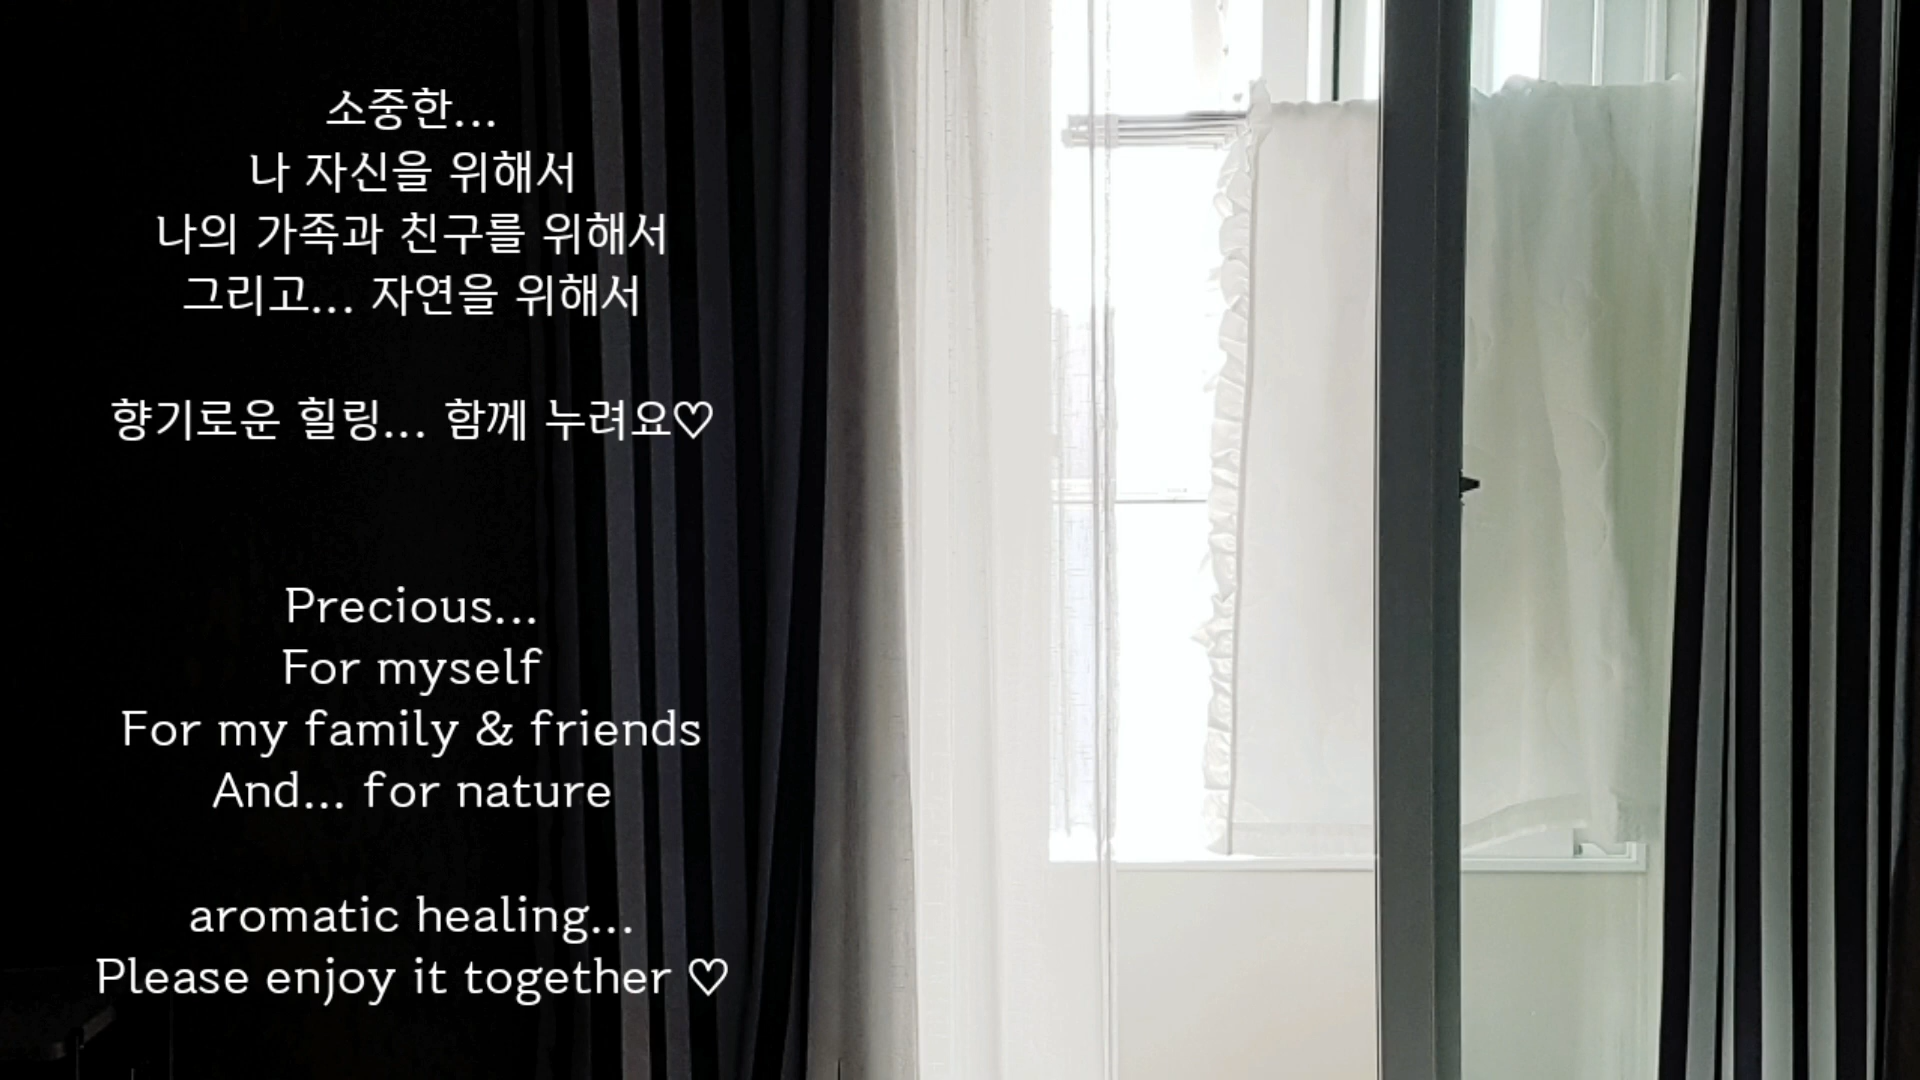 소중한...
나 자신을 위해서
나의 가족과 친구를 위해서
그리고... 자연을 위해서
향기로운 힐링... 함께 누려요♡
Precious...
For myself
For my family & friends
And... for nature
aromatic healing...
Please enjoy it together ♡